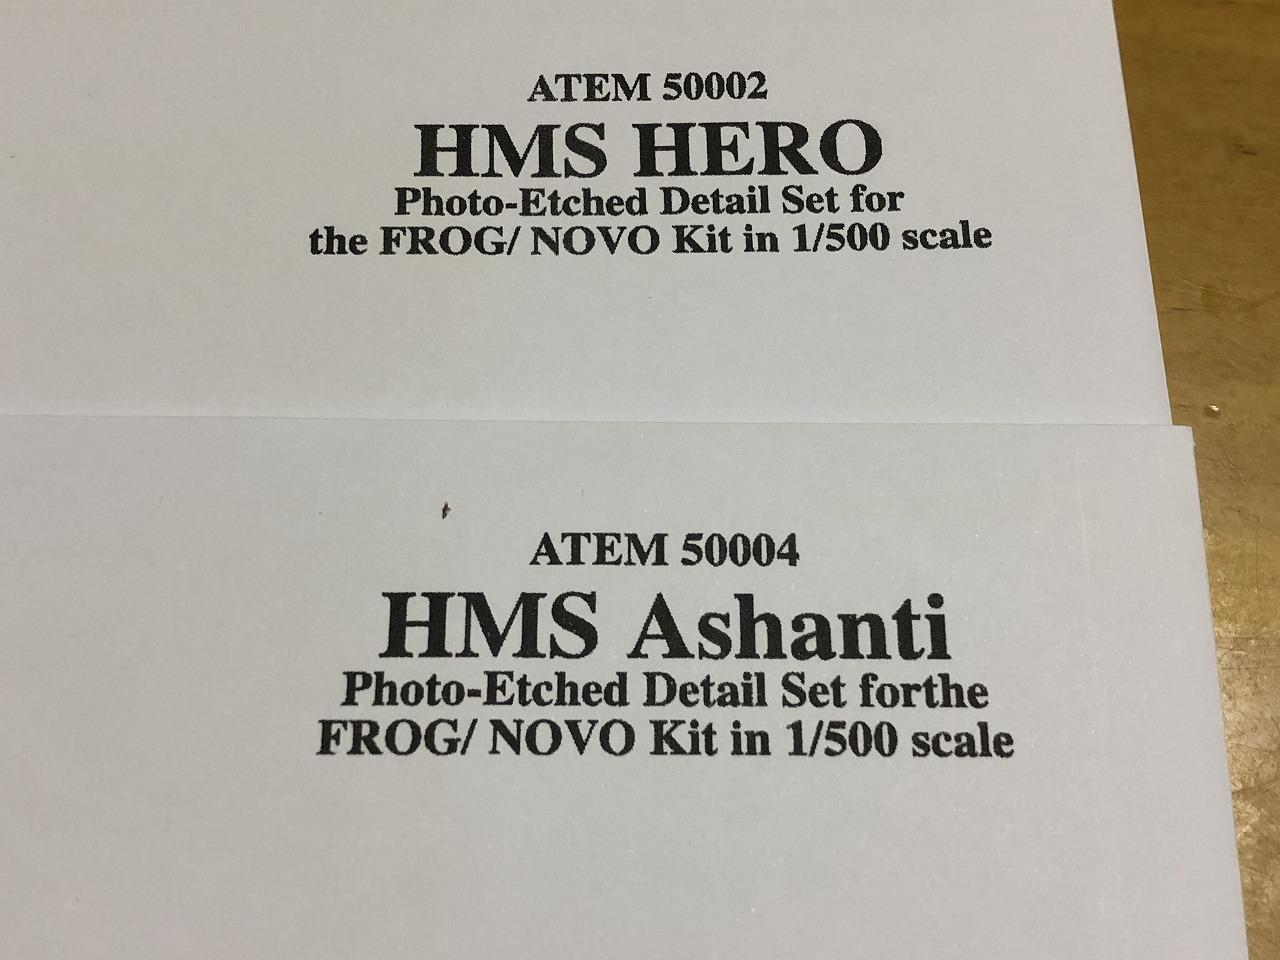 ATEM 50002
HMS HERO
Photo-Etched Detail Set for
the FROG/ NOVO Kit in 1/500 scale
ATEM 50004
HMS Ashanti
Photo-Etched Detail Set forthe
FROG/ NOVO Kit in 1/500 scale